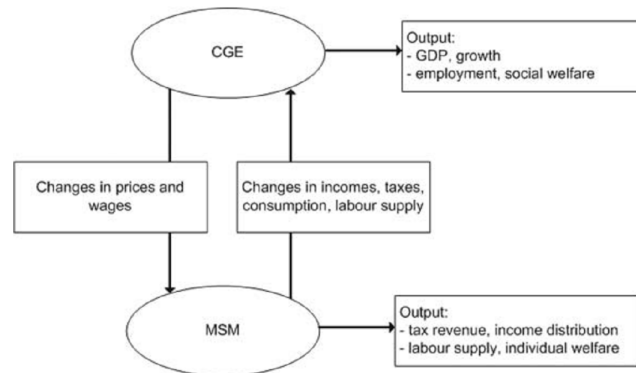 CGE
Output:
- GDP, growth
- employment, social welfare
Changes in prices and
wages
Changes in incomes, taxes,
consumption, labour supply
MSM
Output:
- tax revenue, income distribution
- labour supply, individual welfare